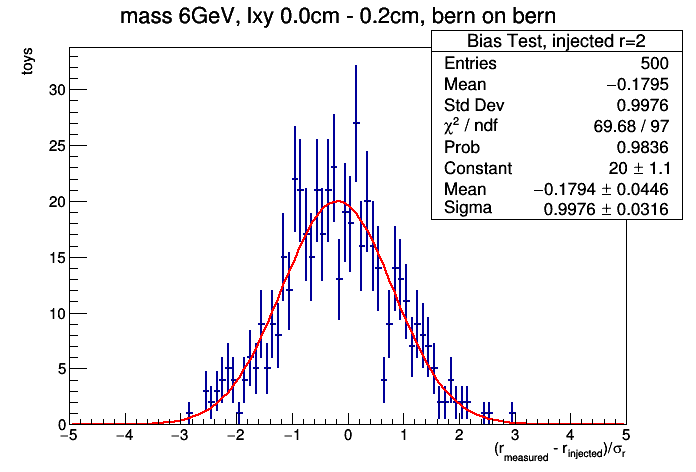 mass 6GeV, lxy 0.0cm - 0.2cm, bern on bern
Bias Test, injected r=2
Entries 500
Mean −0.1795
Std Dev 0.9976
χ² / ndf 69.68 / 97
Prob 0.9836
Constant 20 ± 1.1
Mean −0.1794 ± 0.0446
Sigma 0.9976 ± 0.0316
toys
30
25
20
15
10
5
0
−5 −4 −3 −2 −1 0 1 2 3 4 5
(r_measured - r_injected)/σ_r